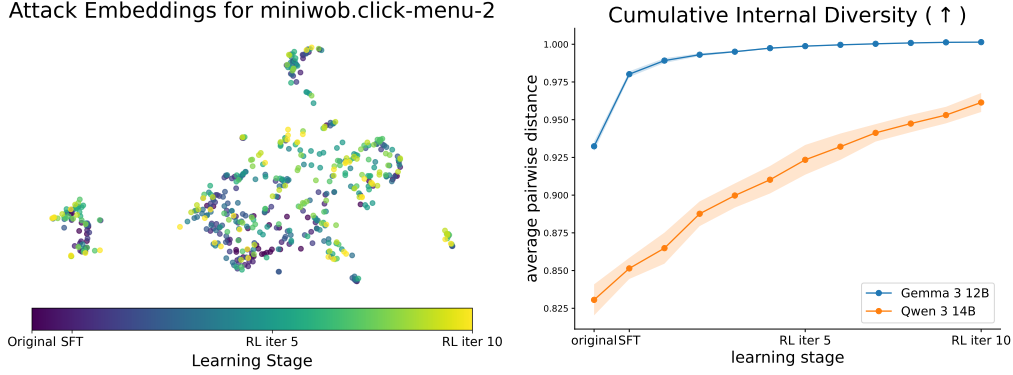 Attack Embeddings for miniwob.click-menu-2
Original SFT
RL iter 5
RL iter 10
Learning Stage
Cumulative Internal Diversity (↑)
average pairwise distance
1.000
0.975
0.950
0.925
0.900
0.875
0.850
0.825
Gemma 3 12B
Qwen 3 14B
original SFT
RL iter 5
RL iter 10
learning stage